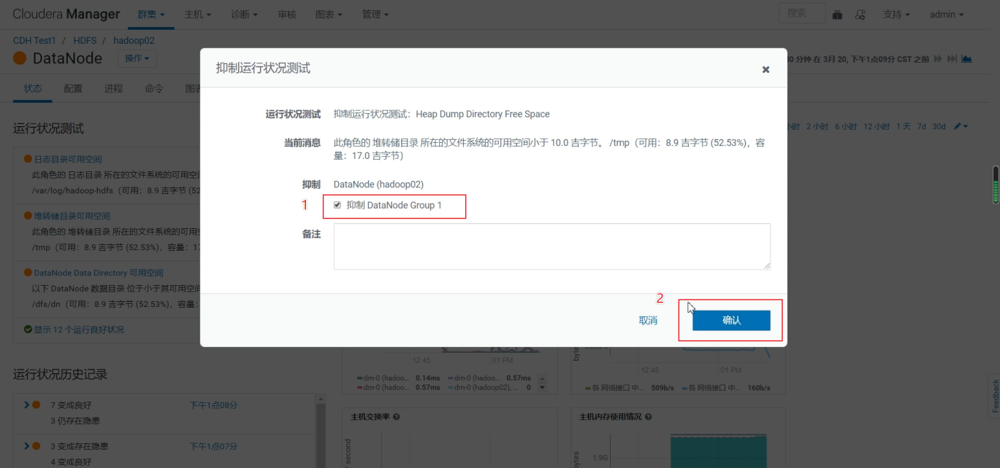 Cloudera Manager 群集 主机 诊断 审核 图表 管理 搜索 支持 admin
CDH Test1 / HDFS / hadoop02
DataNode 操作
30 分钟 在 3月 20, 下午1点09分 CST 之前
状态 配置 进程 命令 图表
小时 2 小时 6 小时 12 小时 1 天 7d 30d
运行状况测试
日志目录可用空间
此角色的 日志目录 所在的文件系统的可用空间
/var/log/hadoop-hdfs（可用：8.9 吉字节 (52
堆转储目录可用空间
此角色的 堆转储目录 所在的文件系统的可用
/tmp（可用：8.9 吉字节 (52.53%)，容量：17
DataNode Data Directory 可用空间
以下 DataNode 数据目录 位于小于其可用空间
/dfs/dn（可用：8.9 吉字节 (52.53%)，容量：
显示 12 个运行良好状况
抑制运行状况测试
运行状况测试 抑制运行状况测试：Heap Dump Directory Free Space
当前消息 此角色的 堆转储目录 所在的文件系统的可用空间小于 10.0 吉字节。 /tmp（可用：8.9 吉字节 (52.53%)，容
量：17.0 吉字节）
抑制 DataNode (hadoop02)
1 抑制 DataNode Group 1
备注
2
取消 确认
运行状况历史记录
7 变成良好 下午1点08分
3 仍存在隐患
3 变成存在隐患 下午1点07分
4 变成良好
12:45 01 PM
dm-0 (hadoo... 0.14ms dm-0 (hadoo... 0.57ms
dm-0 (hadoo... 0.57ms dm-0 (hadoop02),... 0
bytes
12:45 01 PM
各 网络接口 中... 509b/s 各 网络接口 中... 160b/s
主机交换率
/ second
主机内存使用情况
bytes
1.9G
Feedback